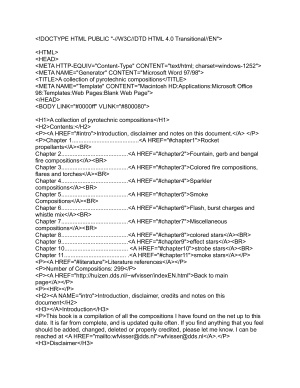 <!DOCTYPE HTML PUBLIC "-//W3C//DTD HTML 4.0 Transitional//EN">
<HTML>
<HEAD>
<META HTTP-EQUIV="Content-Type" CONTENT="text/html; charset=windows-1252">
<META NAME="Generator" CONTENT="Microsoft Word 97/98">
<TITLE>A collection of pyrotechnic compositions</TITLE>
<META NAME="Template" CONTENT="Macintosh HD:Applications:Microsoft Office
98:Templates:Web Pages:Blank Web Page">
</HEAD>
<BODY LINK="#0000ff" VLINK="#800080">
<H1>A compilation of pyrotechnic compositions</H1>
<H2>Contents:</H2>
<P><A HREF="#intro">Introduction, disclaimer and notes on this document.</A> </P>
<P>Chapter 1.................................<A HREF="#chapter1">Rocket
propellants</A><BR>
Chapter 2.................................<A HREF="#chapter2">Fountain, gerb and bengal
fire compositions</A><BR>
Chapter 3.................................<A HREF="#chapter3">Colored fire compositions,
flares and torches</A><BR>
Chapter 4.................................<A HREF="#chapter4">Sparkler
compositions</A><BR>
Chapter 5.................................<A HREF="#chapter5">Smoke
Compositions</A><BR>
Chapter 6.................................<A HREF="#chapter6">Flash, burst charges and
whistle mix</A><BR>
Chapter 7.................................<A HREF="#chapter7">Miscellaneous
compositions</A><BR>
Chapter 8.................................<A HREF="#chapter8">colored stars</A><BR>
Chapter 9.................................<A HREF="#chapter9">effect stars</A><BR>
Chapter 10...............................<A HREF="#chapter10">strobe stars</A><BR>
Chapter 11...............................<A HREF="#chapter11">smoke stars</A></P>
<P><A HREF="#literature">Literature references</A></P>
<P>Number of Compositions: 299</P>
<P><A HREF="http://huizen.dds.nl/~wfvisser/indexEN.html">Back to main
page</A></P>
<P><HR></P>
<H2><A NAME="intro">Introduction, disclaimer, credits and notes on this
document</H2>
<H3></A>Introduction</H3>
<P>This book is a compilation of all the compositions I have found on the net up to this
date. It is far from complete, and is updated quite often. If you find anything that you feel
should be added, changed, deleted or properly credited, please let me know. I can be
reached at <A HREF="mailto:wfvisser@dds.nl">wfvisser@dds.nl</A>.</P>
<H3>Disclaimer</H3>